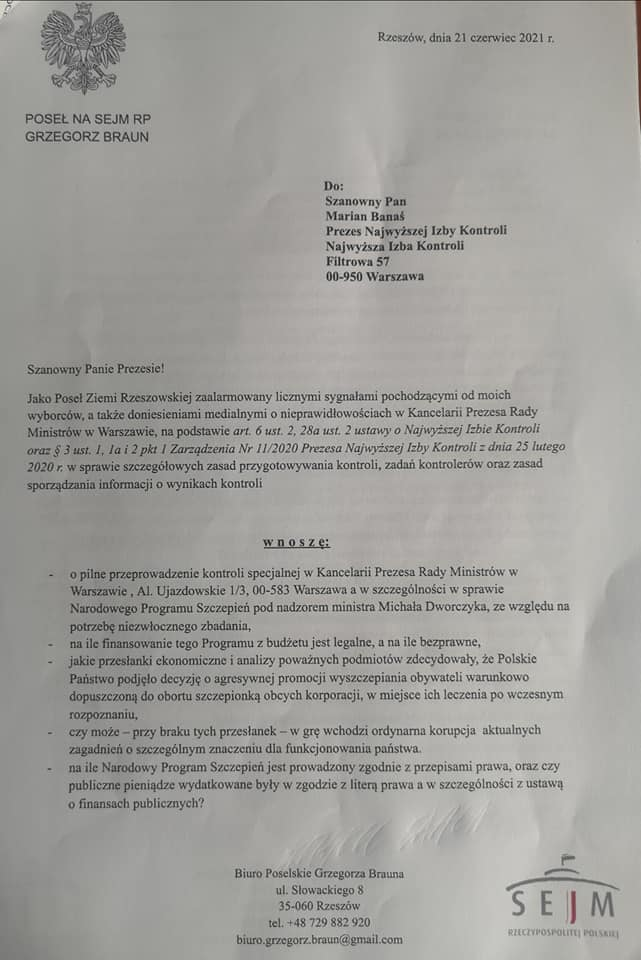 Rzeszów, dnia 21 czerwiec 2021 r.
POSEŁ NA SEJM RP
GRZEGORZ BRAUN
Do:
Szanowny Pan
Marian Banaś
Prezes Najwyższej Izby Kontroli
Najwyższa Izba Kontroli
Filtrowa 57
00-950 Warszawa
Szanowny Panie Prezesie!
Jako Poseł Ziemi Rzeszowskiej zaalarmowany licznymi sygnałami pochodzącymi od moich
wyborców, a także doniesieniami medialnymi o nieprawidłowościach w Kancelarii Prezesa Rady
Ministrów w Warszawie, na podstawie art. 6 ust. 2, 28a ust. 2 ustawy o Najwyższej Izbie Kontroli
oraz § 3 ust. 1, 1a i 2 pkt 1 Zarządzenia Nr 11/2020 Prezesa Najwyższej Izby Kontroli z dnia 25 lutego
2020 r. w sprawie szczegółowych zasad przygotowywania kontroli, zadań kontrolerów oraz zasad
sporządzania informacji o wynikach kontroli
w n o s z ę:
- o pilne przeprowadzenie kontroli specjalnej w Kancelarii Prezesa Rady Ministrów w
Warszawie , Al. Ujazdowskie 1/3, 00-583 Warszawa a w szczególności w sprawie
Narodowego Programu Szczepień pod nadzorem ministra Michała Dworczyka, ze względu na
potrzebę niezwłocznego zbadania,
- na ile finansowanie tego Programu z budżetu jest legalne, a na ile bezprawne,
- jakie przesłanki ekonomiczne i analizy poważnych podmiotów zdecydowały, że Polskie
Państwo podjęło decyzję o agresywnej promocji wyszczepiania obywateli warunkowo
dopuszczoną do obortu szczepionką obcych korporacji, w miejsce ich leczenia po wczesnym
rozpoznaniu,
- czy może – przy braku tych przesłanek – w grę wchodzi ordynarna korupcja aktualnych
zagadnień o szczególnym znaczeniu dla funkcjonowania państwa.
- na ile Narodowy Program Szczepień jest prowadzony zgodnie z przepisami prawa, oraz czy
publiczne pieniądze wydatkowane były w zgodzie z literą prawa a w szczególności z ustawą
o finansach publicznych?
Biuro Poselskie Grzegorza Brauna
ul. Słowackiego 8
35-060 Rzeszów
tel. +48 729 882 920
biuro.grzegorz.braun@gmail.com
SEJM
RZECZYPOSPOLITEJ POLSKIEJ